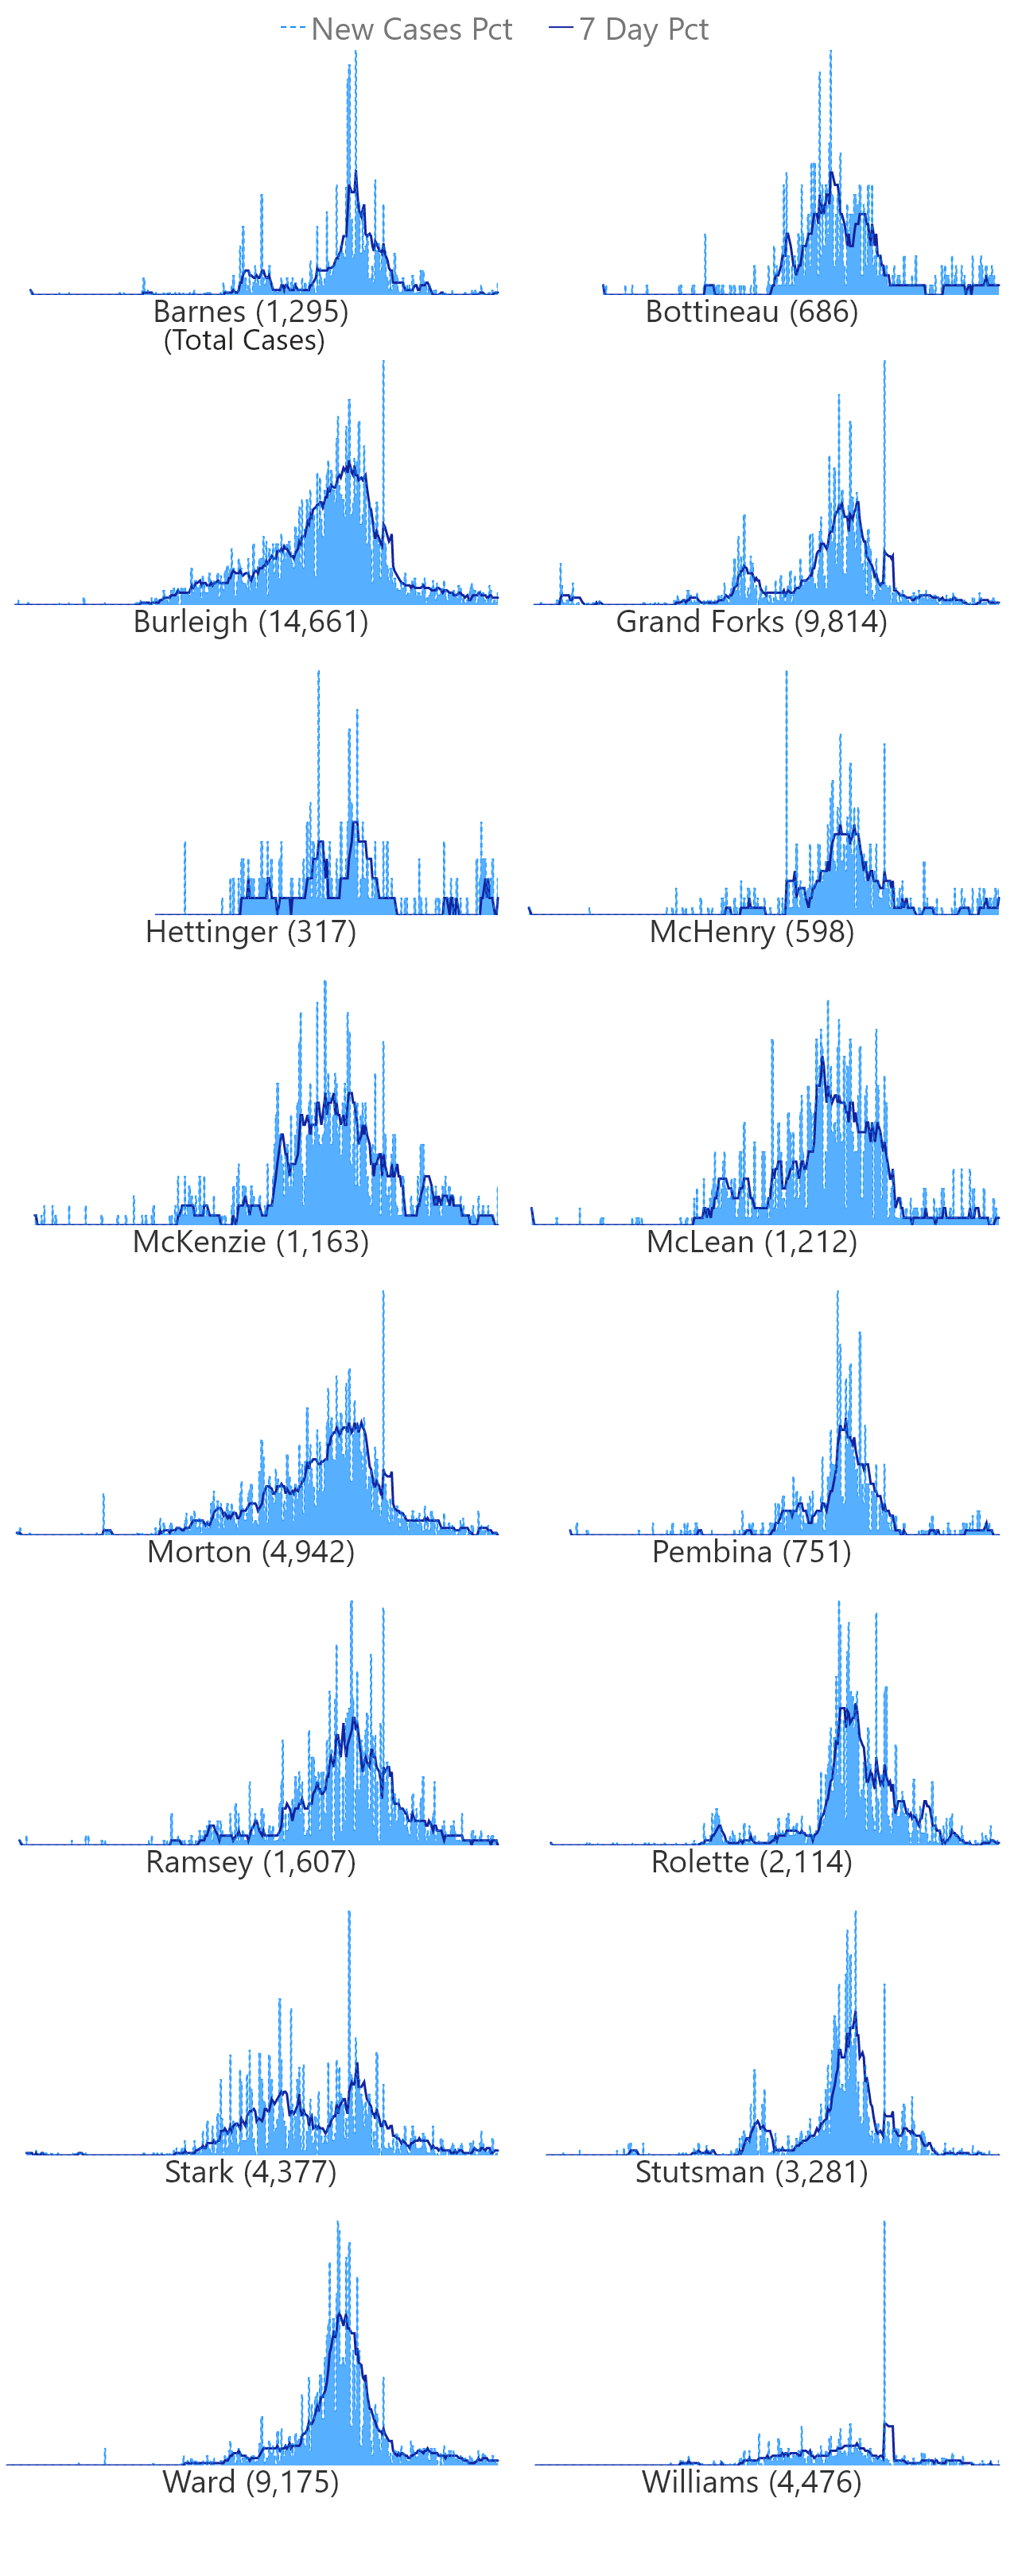 New Cases Pct 7 Day Pct
Barnes (1,295) Bottineau (686)
(Total Cases)
Burleigh (14,661) Grand Forks (9,814)
Hettinger (317) McHenry (598)
McKenzie (1,163) McLean (1,212)
Morton (4,942) Pembina (751)
Ramsey (1,607) Rolette (2,114)
Stark (4,377) Stutsman (3,281)
Ward (9,175) Williams (4,476)